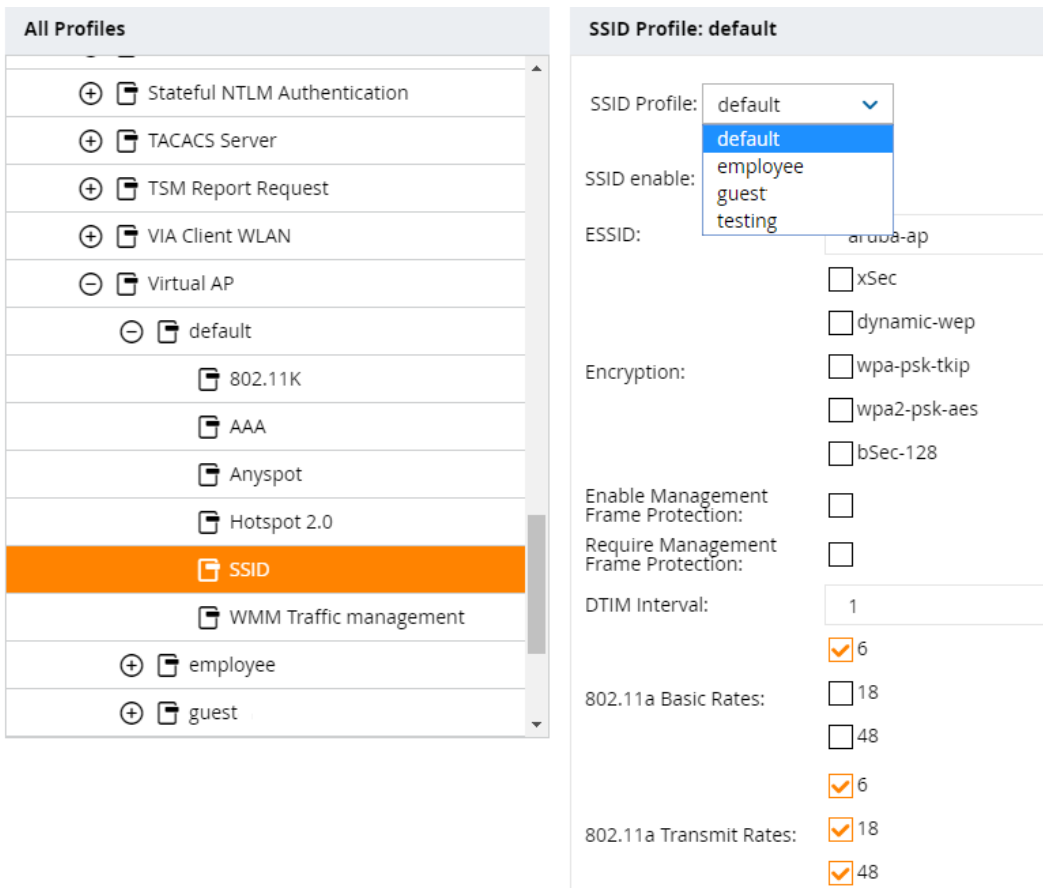 All Profiles
Stateful NTLM Authentication
TACACS Server
TSM Report Request
VIA Client WLAN
Virtual AP
default
802.11K
AAA
Anyspot
Hotspot 2.0
SSID
WMM Traffic management
employee
guest
SSID Profile: default
SSID Profile: default
default
employee
guest
testing
SSID enable:
ESSID: aruba-ap
xSec
dynamic-wep
Encryption: wpa-psk-tkip
wpa2-psk-aes
bSec-128
Enable Management
Frame Protection:
Require Management
Frame Protection:
DTIM Interval: 1
6
802.11a Basic Rates: 18
48
6
802.11a Transmit Rates: 18
48